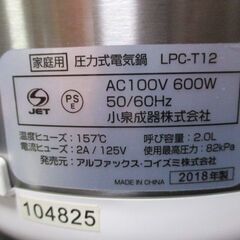 家庭用 圧力式電気鍋 LPC-T12
S JET
PS E
AC100V 600W
50/60Hz
小泉成器株式会社
温度ヒューズ：157℃ 呼び容量：2.0L
電流ヒューズ：2A / 125V 使用最高圧力：82kPa
発売元：アルファックス・コイズミ株式会社
MADE IN CHINA 2018年製
104825